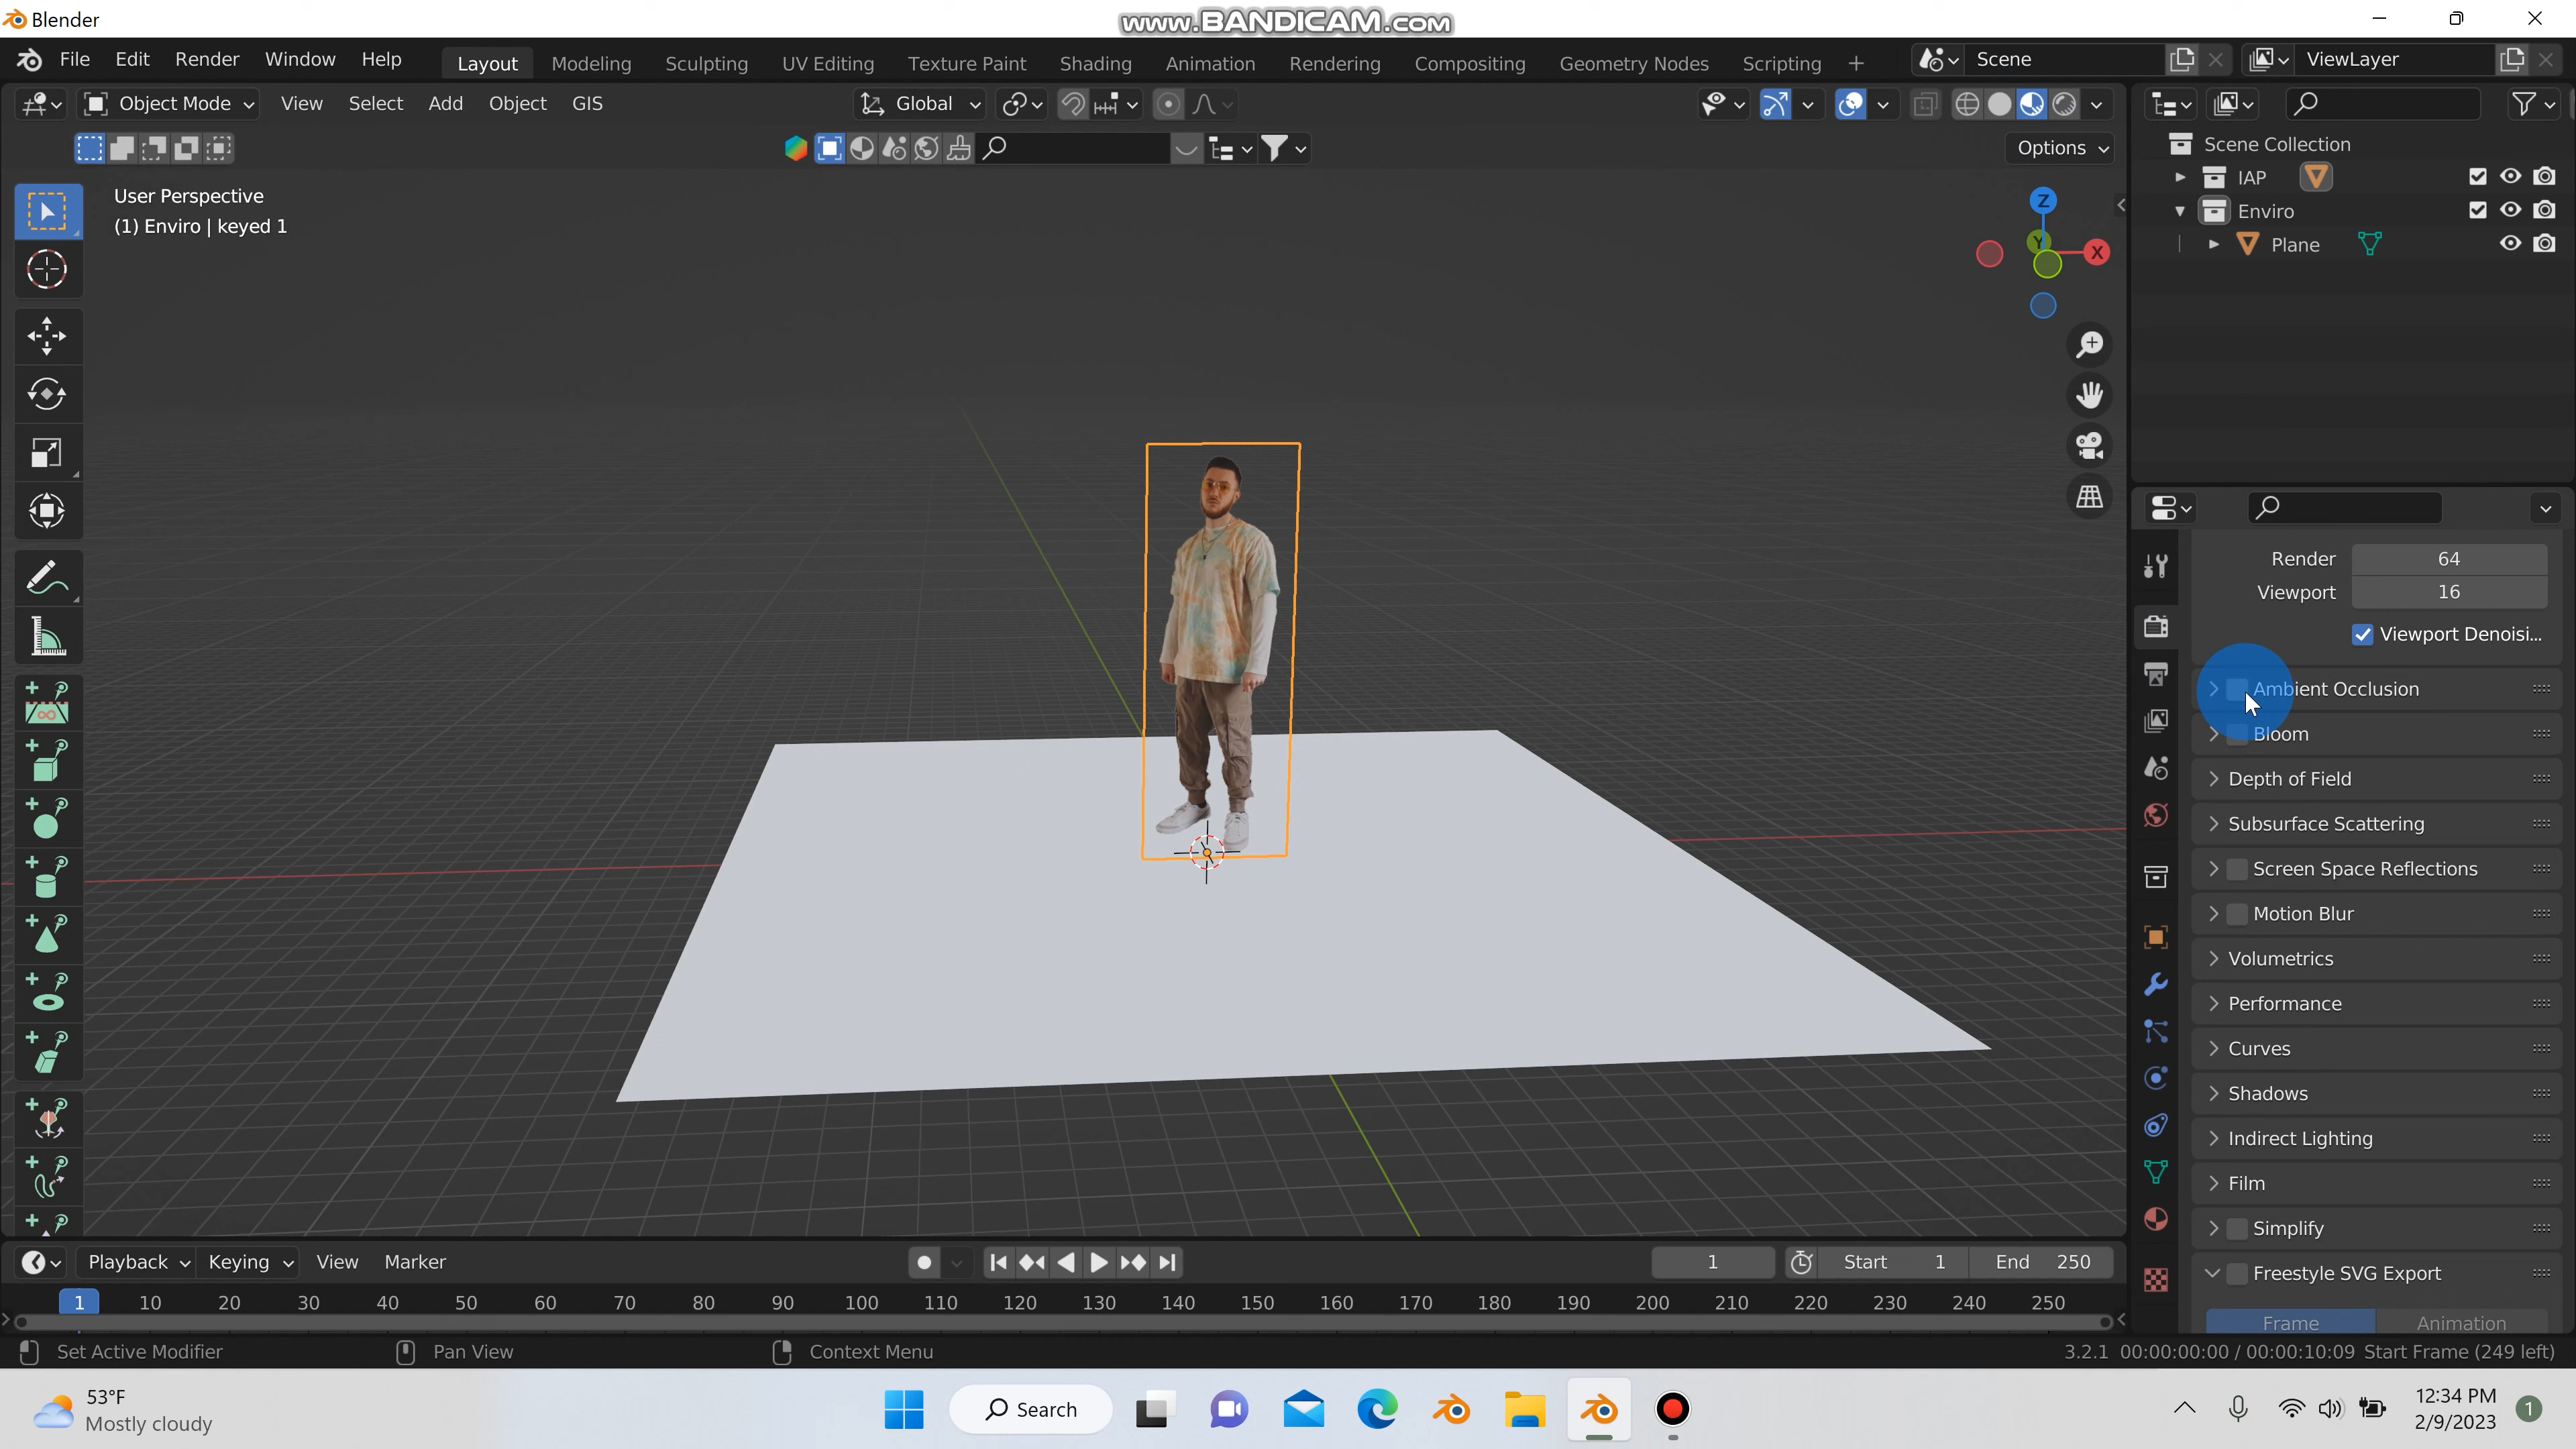 Blender
www.BANDICAM.com
File Edit Render Window Help
Layout Modeling Sculpting UV Editing Texture Paint Shading Animation Rendering Compositing Geometry Nodes Scripting +
Scene
ViewLayer
Object Mode View Select Add Object GIS
Global
Options
User Perspective
(1) Enviro | keyed 1
Z
Y
X
Scene Collection
IAP
Enviro
Plane
Render 64
Viewport 16
Viewport Denoisi...
Ambient Occlusion
Bloom
Depth of Field
Subsurface Scattering
Screen Space Reflections
Motion Blur
Volumetrics
Performance
Curves
Shadows
Indirect Lighting
Film
Simplify
Freestyle SVG Export
Frame Animation
Playback Keying View Marker
1 Start 1 End 250
1 10 20 30 40 50 60 70 80 90 100 110 120 130 140 150 160 170 180 190 200 210 220 230 240 250
Set Active Modifier Pan View Context Menu
3.2.1 00:00:00:00 / 00:00:10:09 Start Frame (249 left)
53°F
Mostly cloudy
Search
12:34 PM
2/9/2023
1